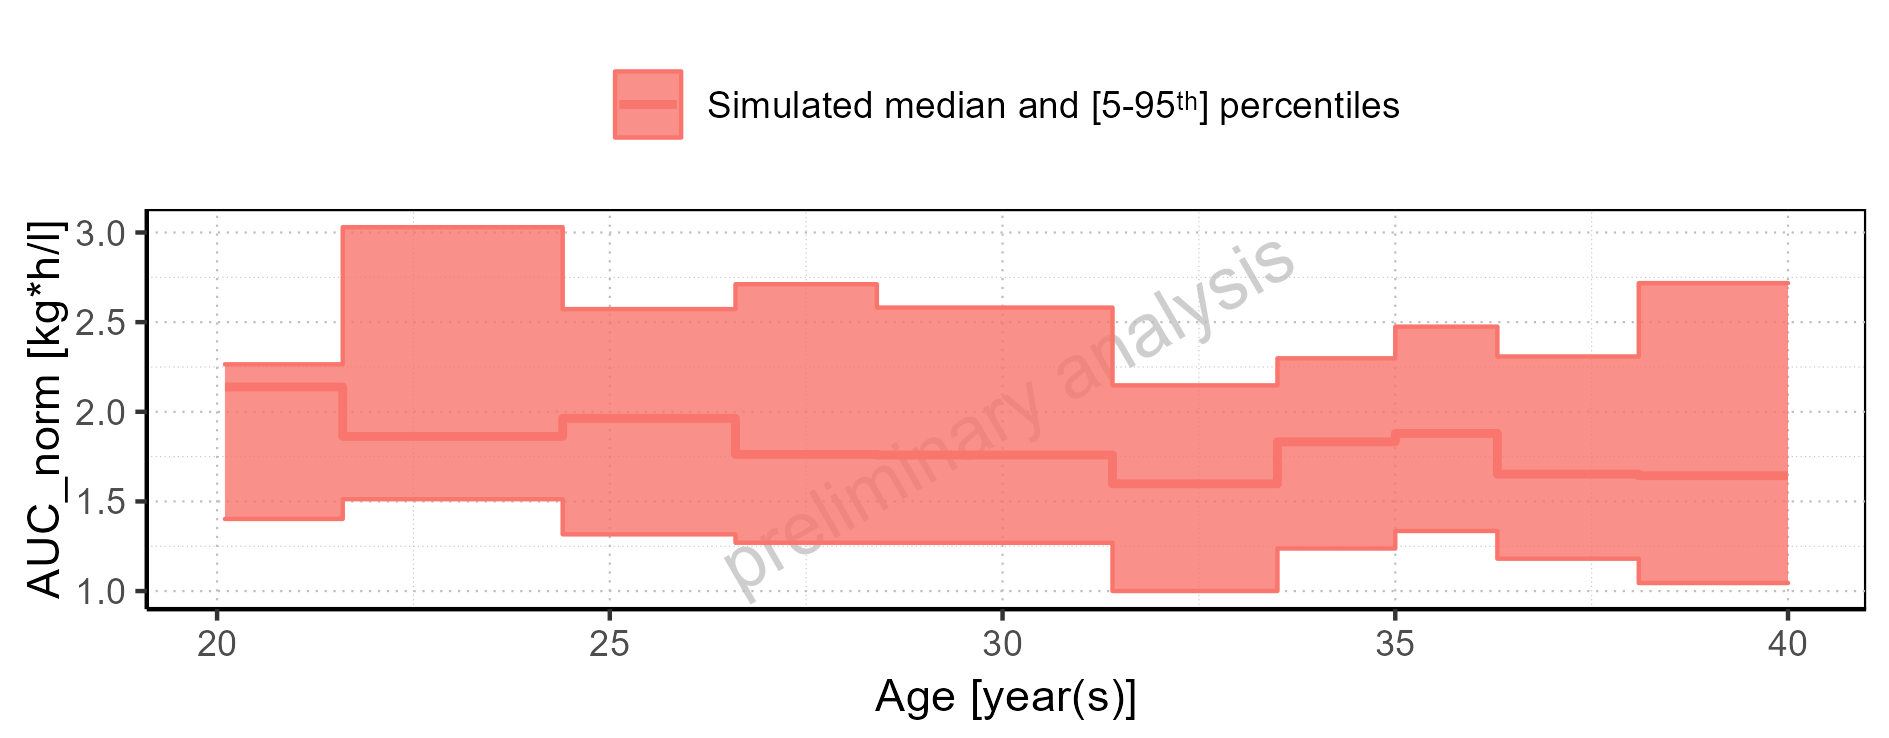 Simulated median and [5-95th] percentiles
AUC_norm [kg*h/l]
3.0
2.5
2.0
1.5
1.0
preliminary analysis
20 25 30 35 40
Age [year(s)]